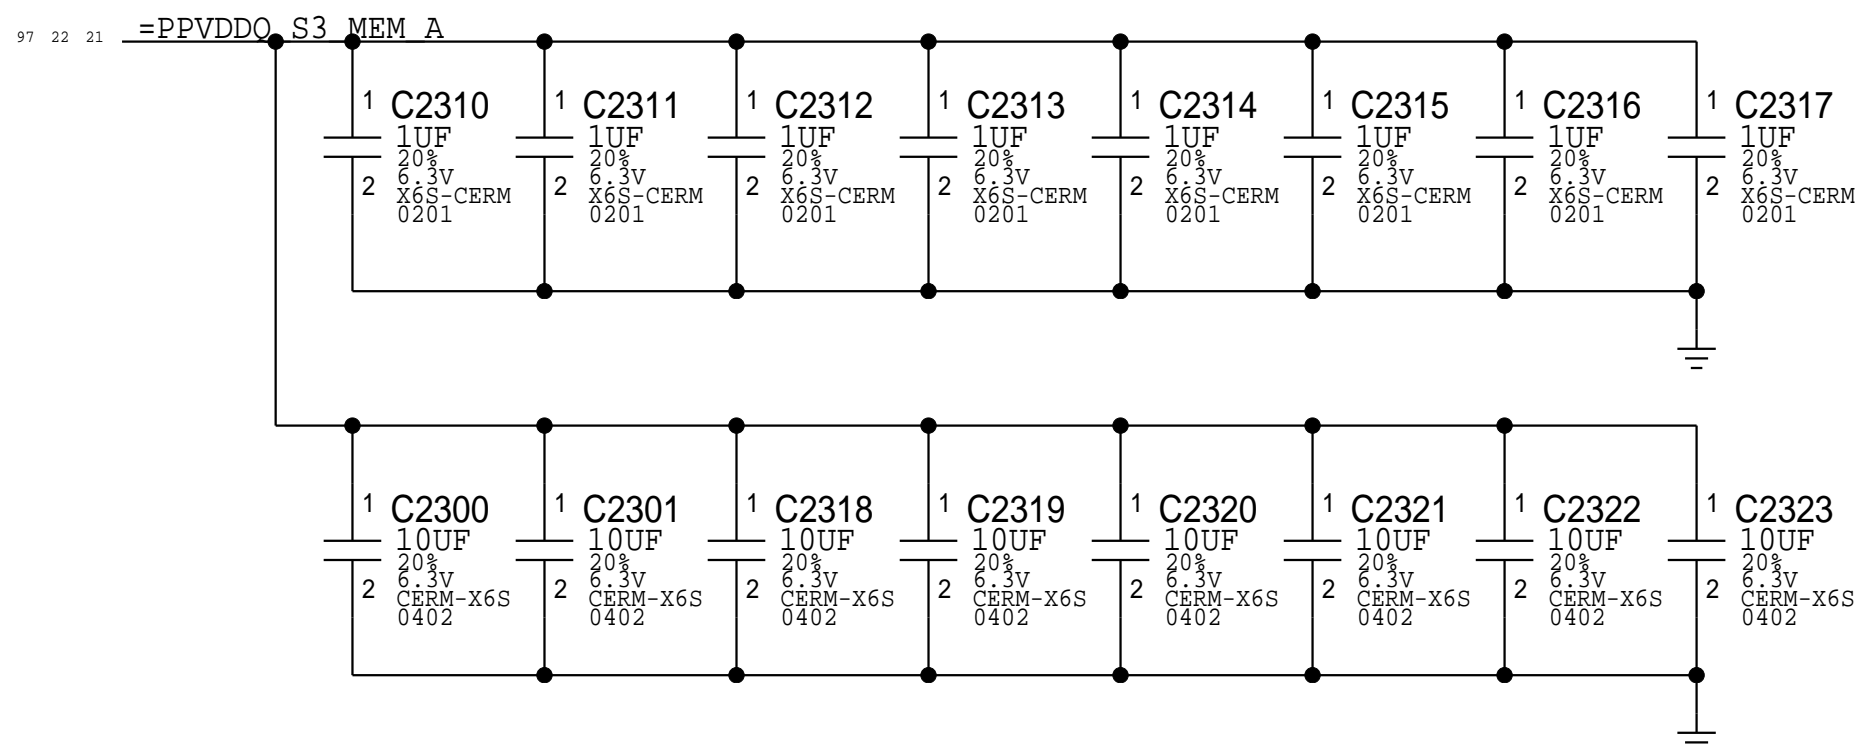 =PPVDDQ_S3_MEM_A
97 22 21
1 C2310 1 C2311 1 C2312 1 C2313 1 C2314 1 C2315 1 C2316 1 C2317
1UF 1UF 1UF 1UF 1UF 1UF 1UF 1UF
20% 20% 20% 20% 20% 20% 20% 20%
6.3V 6.3V 6.3V 6.3V 6.3V 6.3V 6.3V 6.3V
2 X6S-CERM 2 X6S-CERM 2 X6S-CERM 2 X6S-CERM 2 X6S-CERM 2 X6S-CERM 2 X6S-CERM 2 X6S-CERM
0201 0201 0201 0201 0201 0201 0201 0201
1 C2300 1 C2301 1 C2318 1 C2319 1 C2320 1 C2321 1 C2322 1 C2323
10UF 10UF 10UF 10UF 10UF 10UF 10UF 10UF
20% 20% 20% 20% 20% 20% 20% 20%
6.3V 6.3V 6.3V 6.3V 6.3V 6.3V 6.3V 6.3V
2 CERM-X6S 2 CERM-X6S 2 CERM-X6S 2 CERM-X6S 2 CERM-X6S 2 CERM-X6S 2 CERM-X6S 2 CERM-X6S
0402 0402 0402 0402 0402 0402 0402 0402